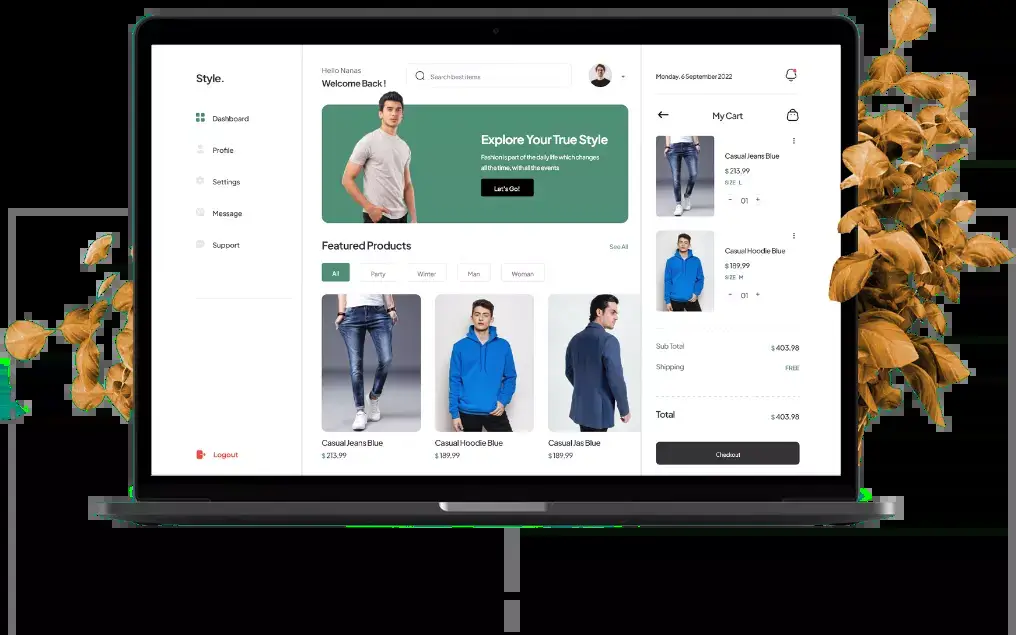 Style.
Dashboard
Profile
Settings
Message
Support
Logout
Hello Nanas
Welcome Back !
Search best items
Explore Your True Style
Fashion is part of the daily life which changes
all the time, with all the events
Let's Go!
Featured Products
See All
All
Party
Winter
Man
Woman
Casual Jeans Blue
$ 213.99
Casual Hoodie Blue
$ 189.99
Casual Jas Blue
$ 189.99
Monday, 6 September 2022
My Cart
Casual Jeans Blue
$ 213.99
SIZE L
- 01 +
Casual Hoodie Blue
$ 189.99
SIZE M
- 01 +
Sub Total
$ 403.98
Shipping
FREE
Total
$ 403.98
Checkout